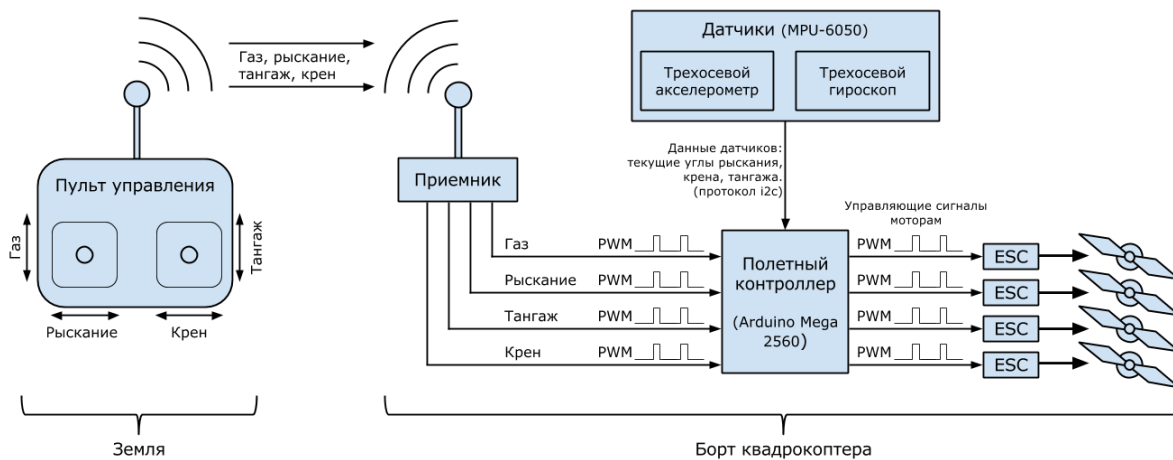 Газ, рыскание,
тангаж, крен
Датчики (MPU-6050)
Трехосевой
акселерометр
Трехосевой
гироскоп
Данные датчиков:
текущие углы рыскания,
крена, тангажа.
(протокол i2c)
Пульт управления
Газ
Тангаж
Рыскание
Крен
Приемник
Управляющие сигналы
моторам
Газ
PWM
Рыскание
PWM
Тангаж
PWM
Крен
PWM
Полетный
контроллер
(Arduino Mega
2560)
PWM
ESC
PWM
ESC
PWM
ESC
PWM
ESC
Земля
Борт квадрокоптера